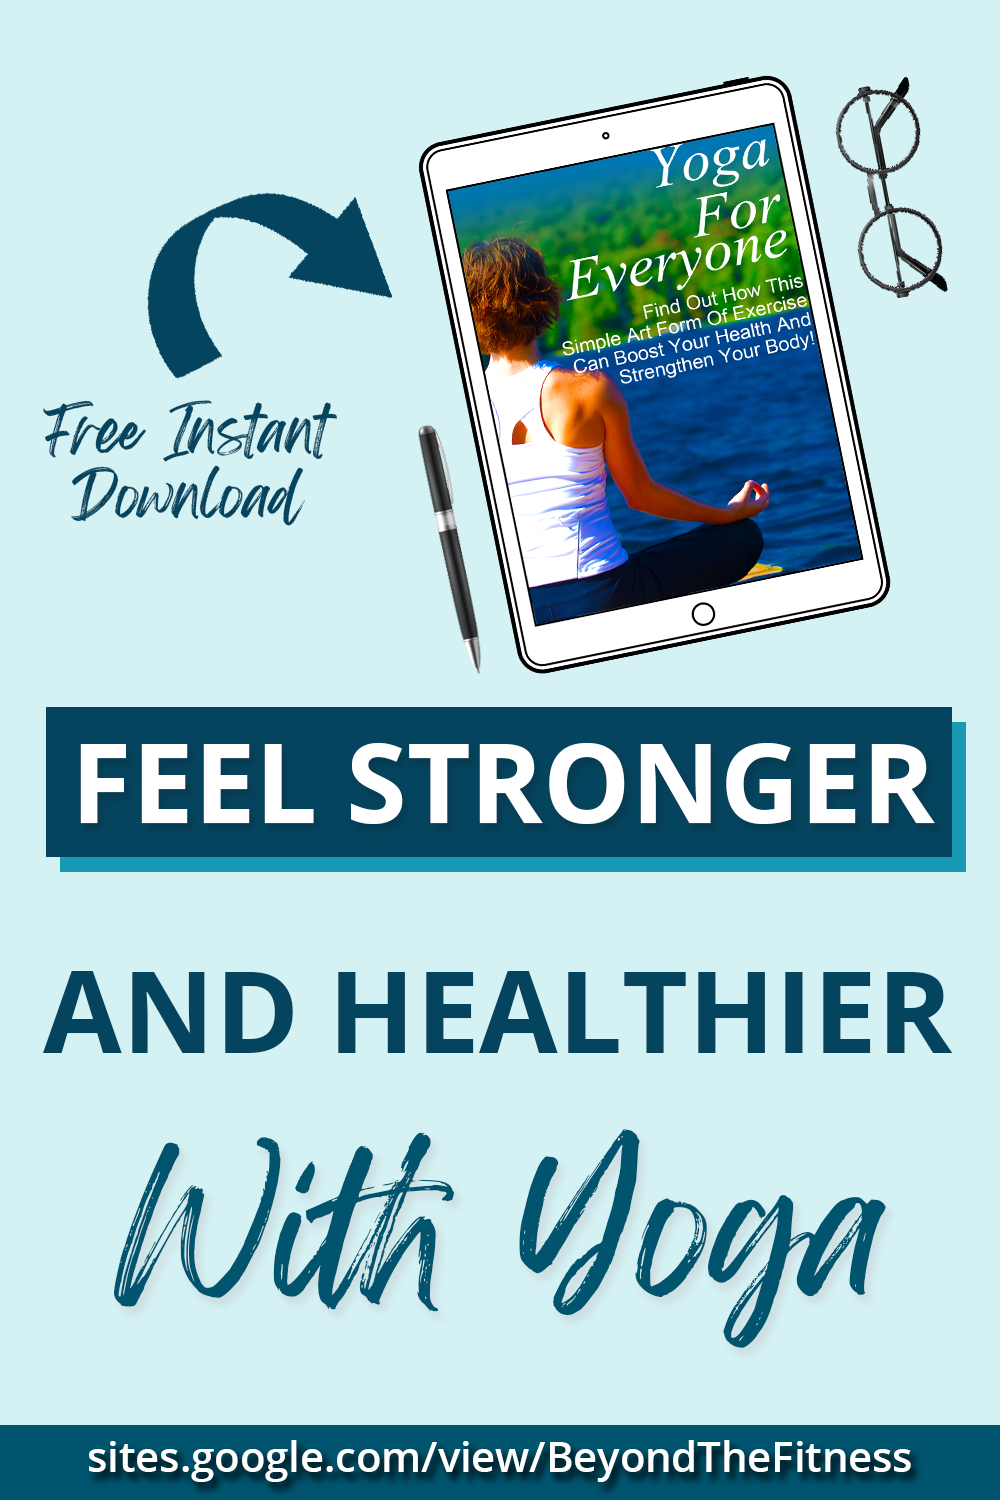 Yoga
For
Everyone
Find Out How This
Simple Art Form Of Exercise
Can Boost Your Health And
Strengthen Your Body!
Free Instant
Download
FEEL STRONGER
AND HEALTHIER
With Yoga
sites.google.com/view/BeyondTheFitness